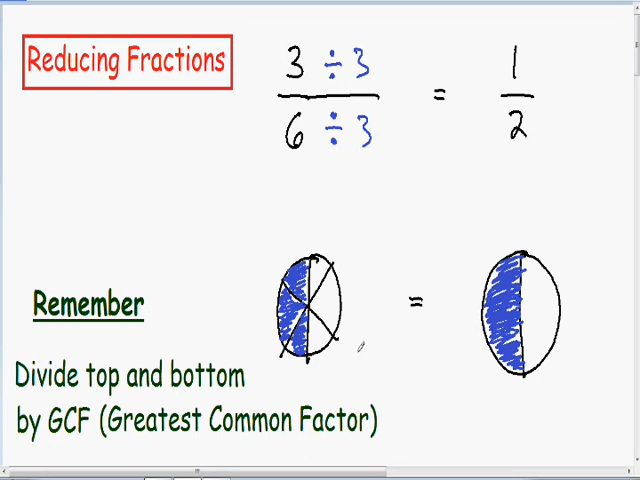 Reducing Fractions
3 ÷3
6 ÷3
=
1
2
Remember
=
Divide top and bottom
by GCF (Greatest Common Factor)